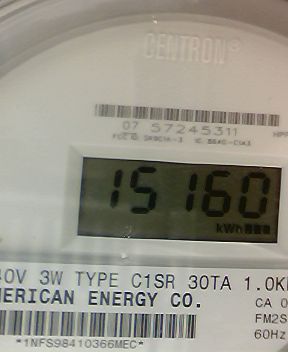 CENTRON®
07 57245311
15160
kWh
40V 3W TYPE C1SR 30TA 1.0K
MERICAN ENERGY CO.
CA 0
FM2S
60Hz
*1NFS98410366MEC*